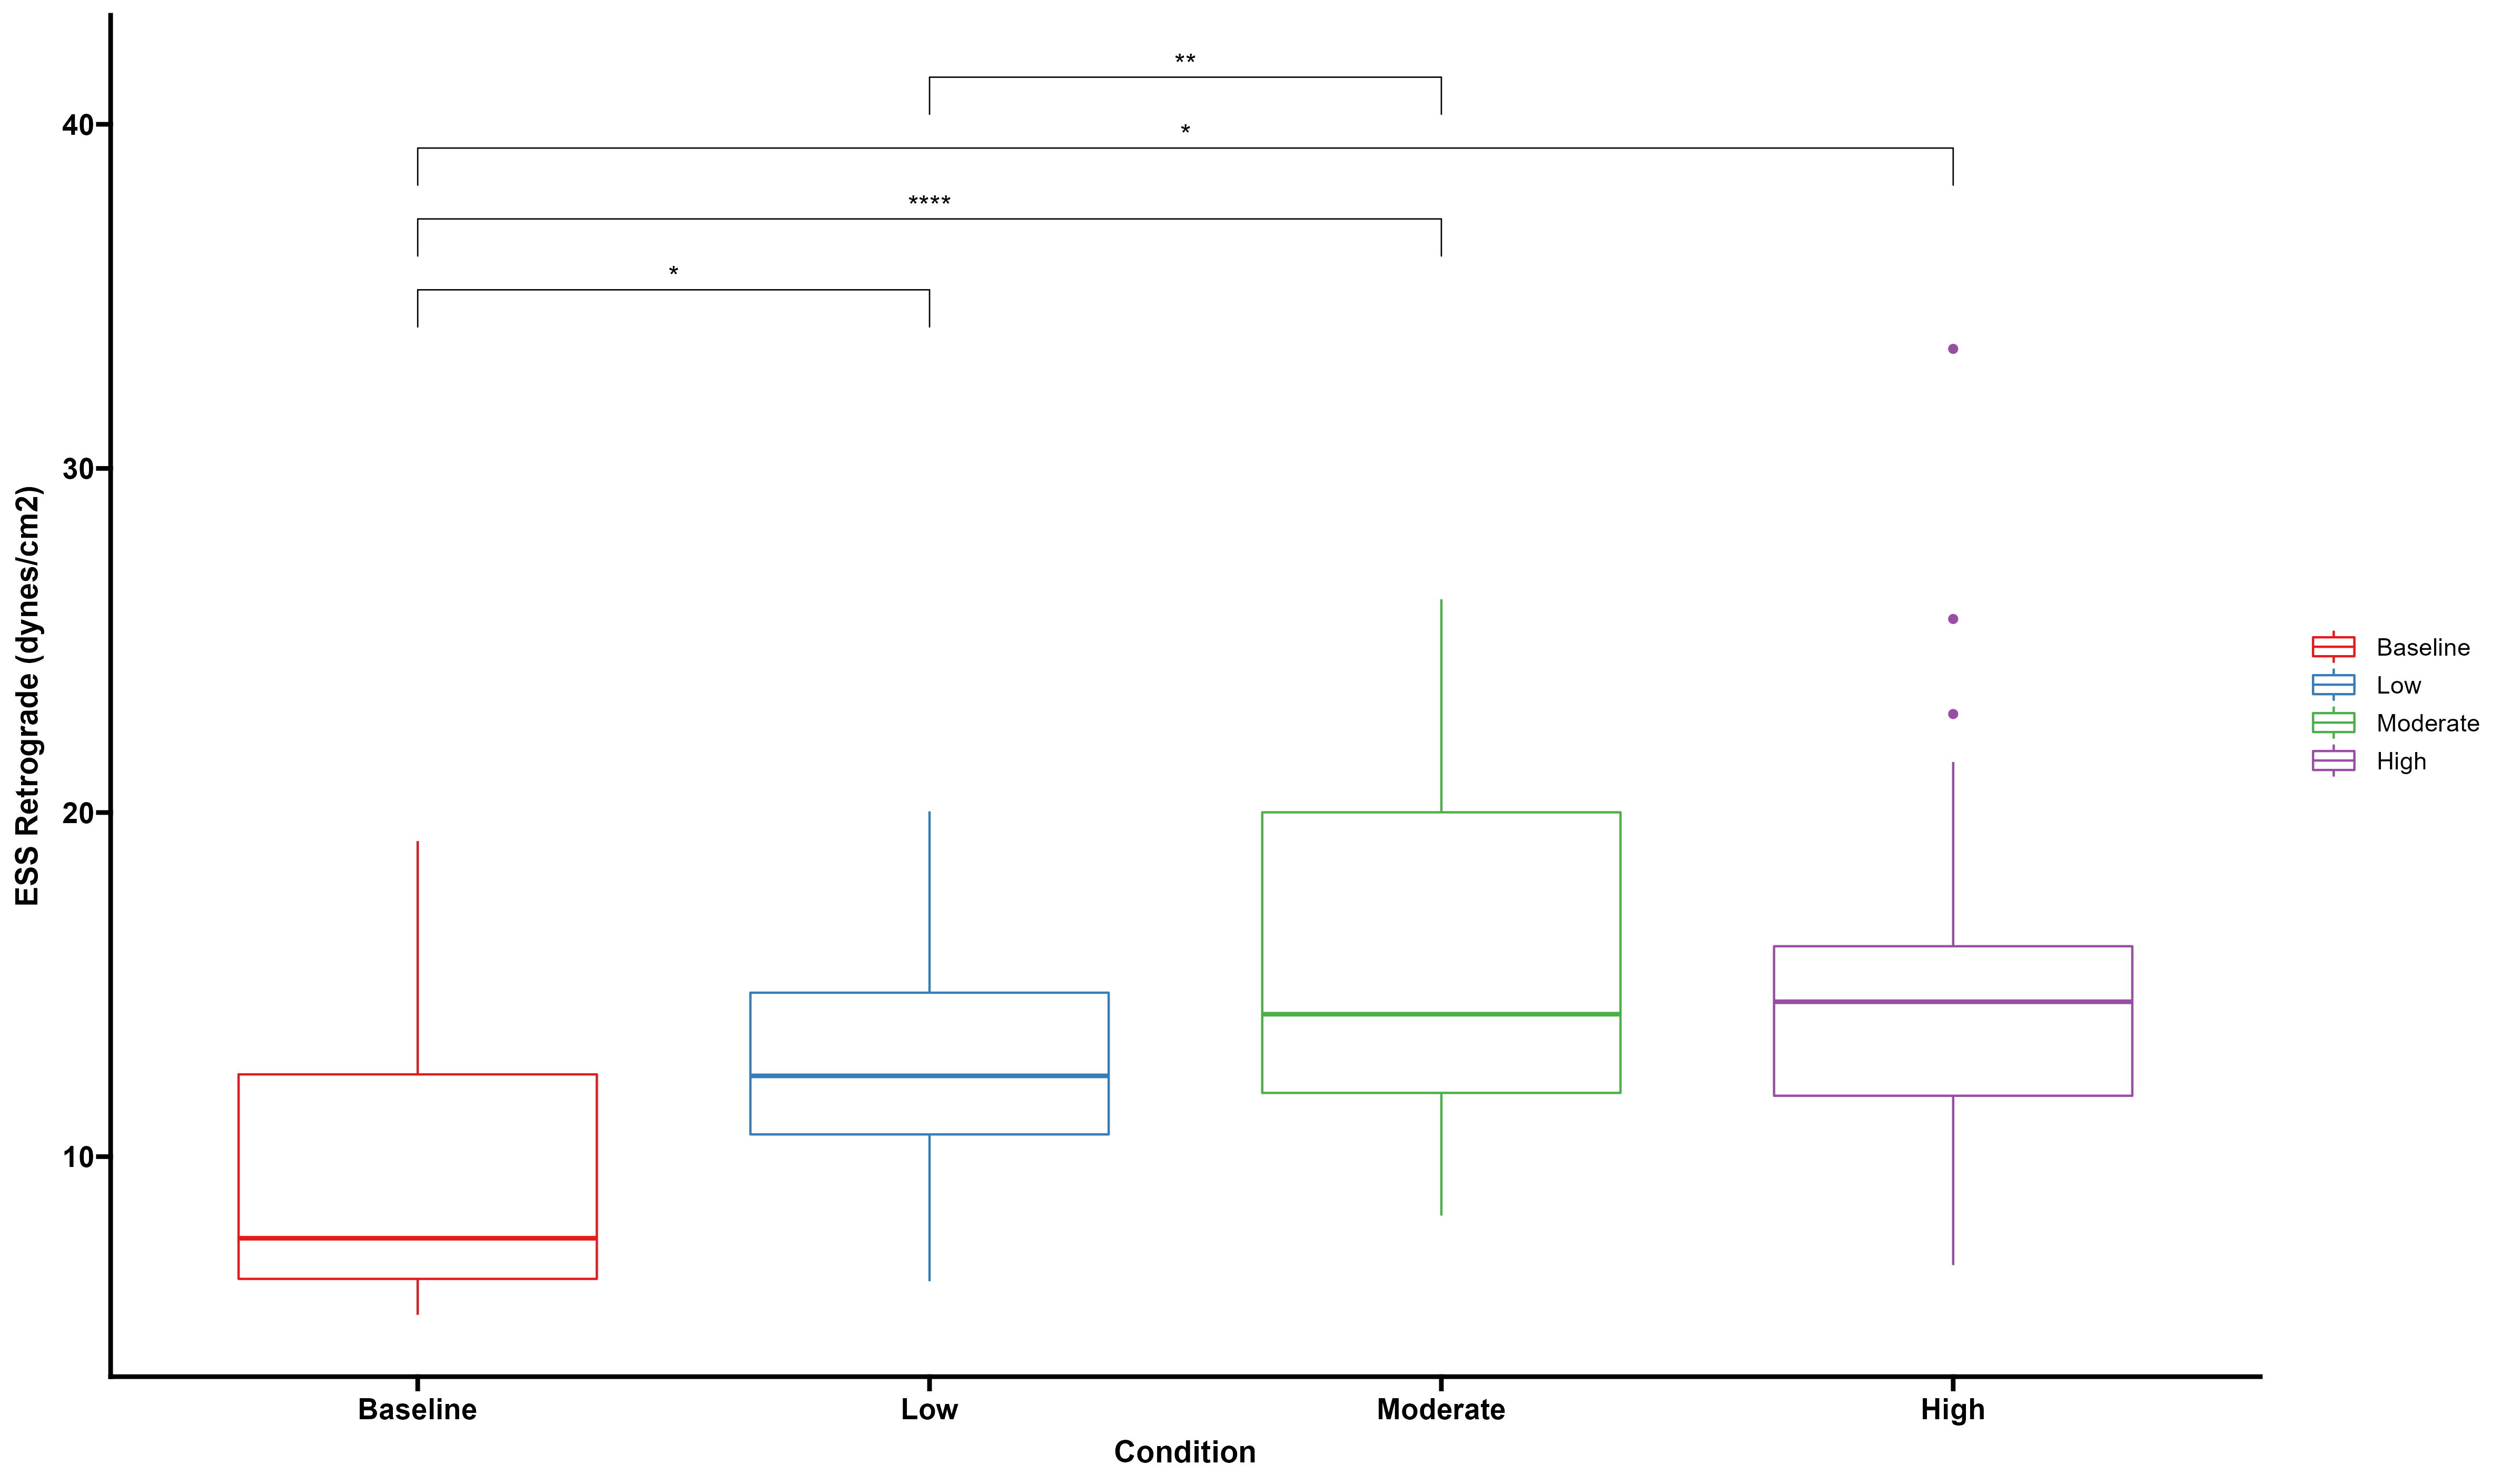 **
*
****
*
40
30
20
10
ESS Retrograde (dynes/cm2)
Baseline
Low
Moderate
High
Condition
Baseline
Low
Moderate
High